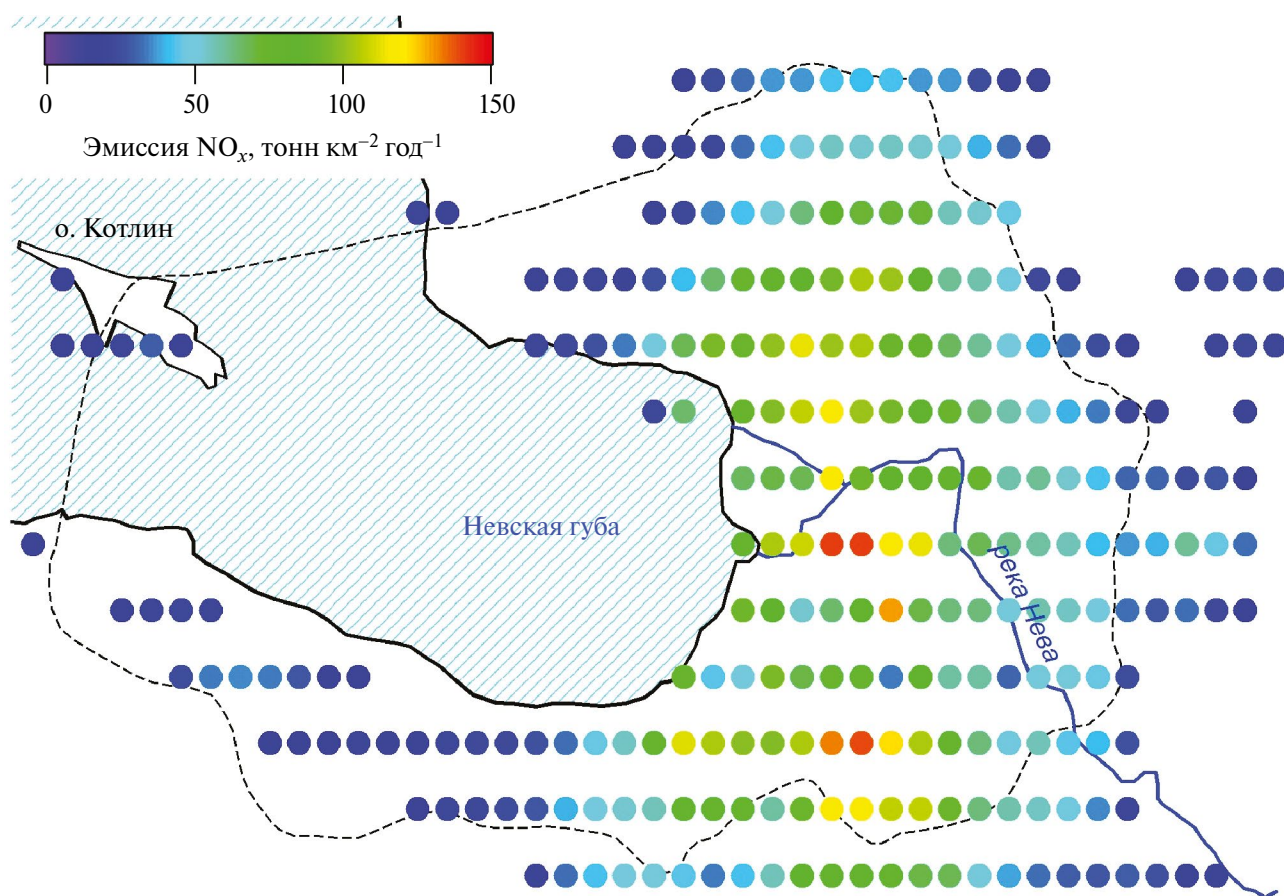 0 50 100 150
Эмиссия NOₓ, тонн км⁻² год⁻¹
о. Котлин
Невская губа
река Нева